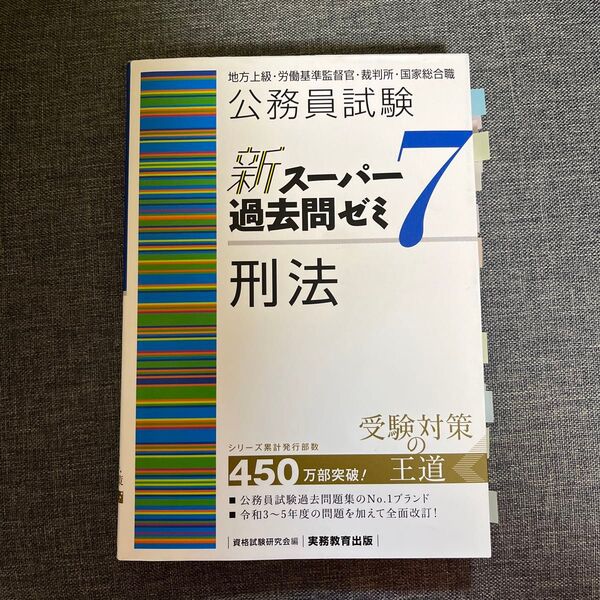 地方上級・労働基準監督官・裁判所・国家総合職
公務員試験
新スーパー
過去問ゼミ
7
刑法
受験対策
の
王道
シリーズ累計発行部数
450万部突破!
■ 公務員試験過去問題集のNo.1ブランド
■ 令和3〜5年度の問題を加えて全面改訂!
資格試験研究会編 実務教育出版